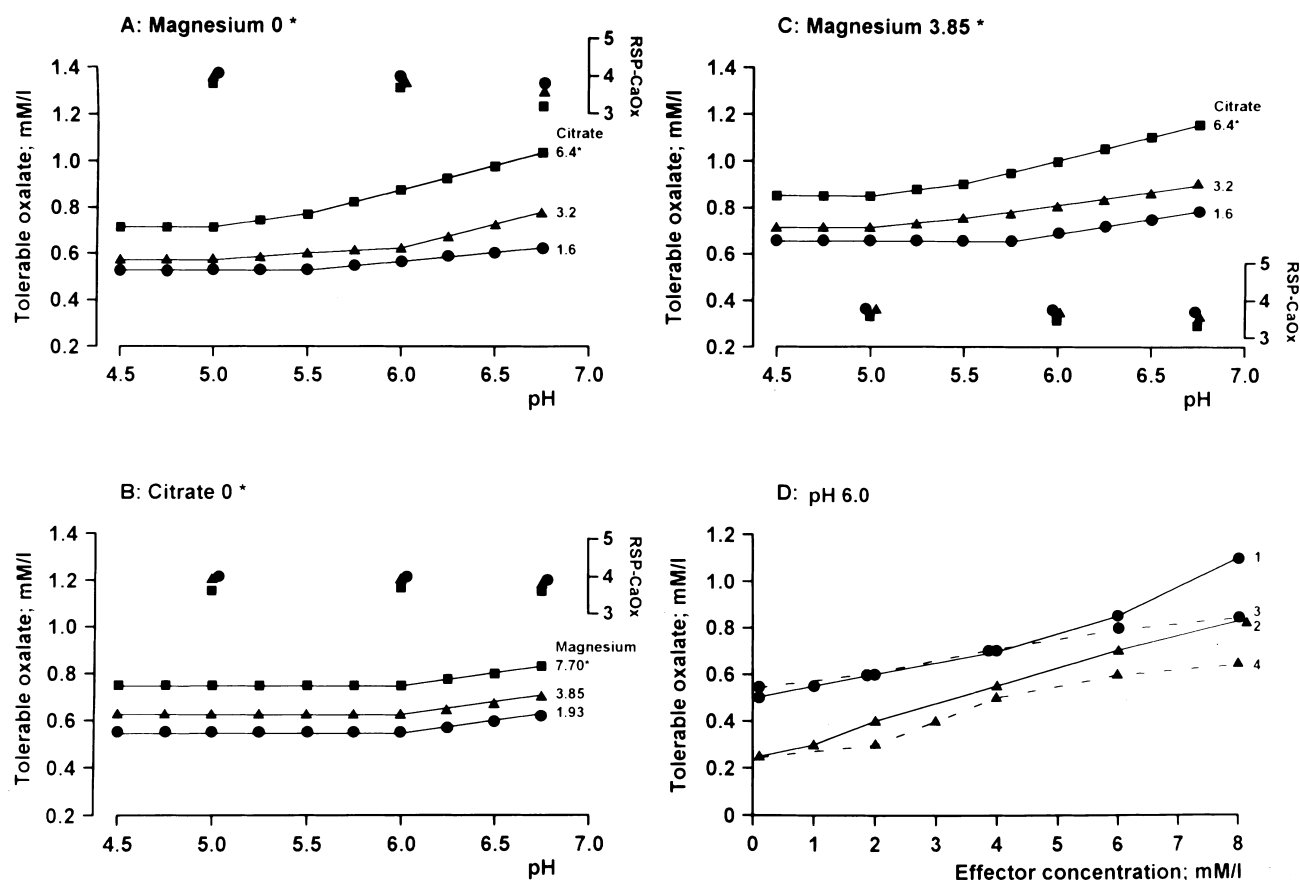 A: Magnesium 0 *
Tolerable oxalate; mM/l
1.4
1.2
1.0
0.8
0.6
0.4
0.2
4.5 5.0 5.5 6.0 6.5 7.0
pH
5
4
3
RSP-CaOx
Citrate
6.4*
3.2
1.6
C: Magnesium 3.85 *
Tolerable oxalate; mM/l
1.4
1.2
1.0
0.8
0.6
0.4
0.2
4.5 5.0 5.5 6.0 6.5 7.0
pH
Citrate
6.4*
3.2
1.6
5
4
3
RSP-CaOx
B: Citrate 0 *
Tolerable oxalate; mM/l
1.4
1.2
1.0
0.8
0.6
0.4
0.2
4.5 5.0 5.5 6.0 6.5 7.0
pH
5
4
3
RSP-CaOx
Magnesium
7.70*
3.85
1.93
D: pH 6.0
Tolerable oxalate; mM/l
1.2
1.0
0.8
0.6
0.4
0.2
0
0 1 2 3 4 5 6 7 8
Effector concentration; mM/l
1
3
2
4